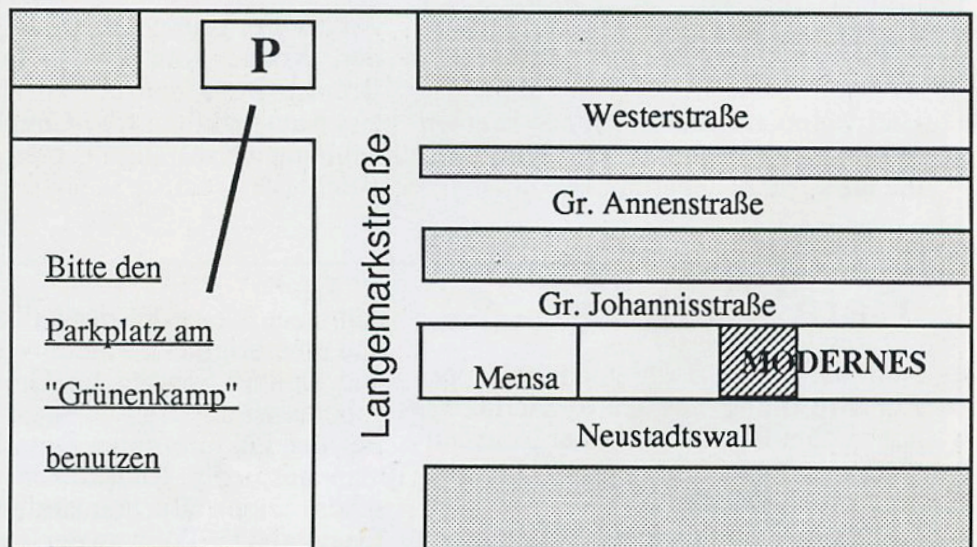 P
Westerstraße
Gr. Annenstraße
Langemarkstra ße
Bitte den
Parkplatz am
"Grünenkamp"
benutzen
Gr. Johannisstraße
Mensa
MODERNES
Neustadtswall